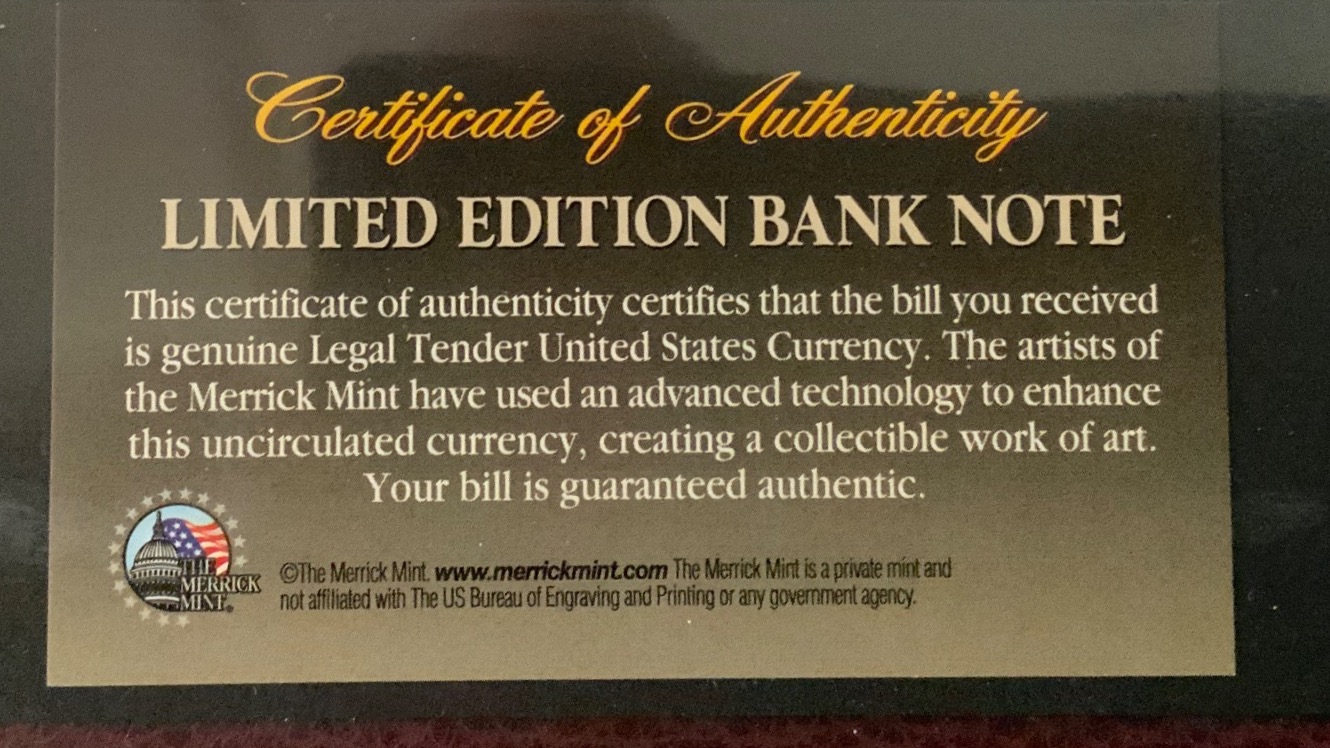 Certificate of Authenticity
LIMITED EDITION BANK NOTE
This certificate of authenticity certifies that the bill you received
is genuine Legal Tender United States Currency. The artists of
the Merrick Mint have used an advanced technology to enhance
this uncirculated currency, creating a collectible work of art.
Your bill is guaranteed authentic.
THE
MERRICK
MINT®
©The Merrick Mint. www.merrickmint.com The Merrick Mint is a private mint and
not affiliated with The US Bureau of Engraving and Printing or any government agency.